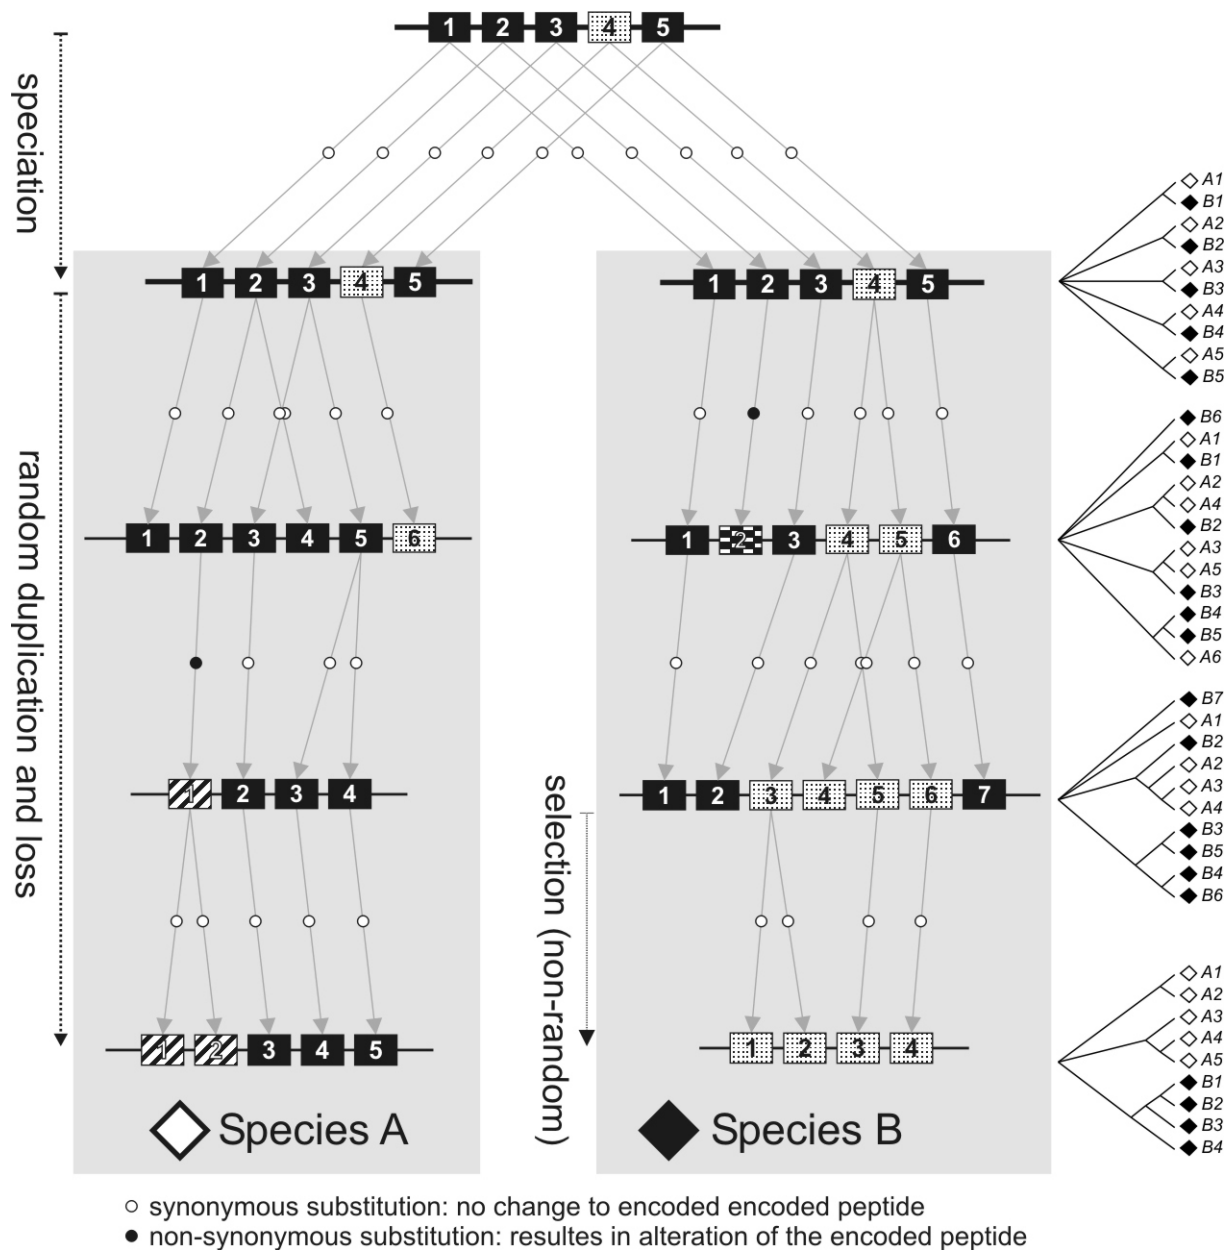 1 2 3 4 5
speciation
A1
B1
A2
B2
A3
B3
A4
B4
A5
B5
1 2 3 4 5
1 2 3 4 5
random duplication and loss
B6
A1
B1
A2
A4
B2
A3
A5
B3
B4
B5
A6
1 2 3 4 5 6
1 2 3 4 5 6
B7
A1
B2
A2
A3
A4
B3
B5
B4
B6
1 2 3 4
1 2 3 4 5 6 7
selection (non-random)
A1
A2
A3
A4
A5
B1
B2
B3
B4
1 2 3 4 5
1 2 3 4
Species A
Species B
synonymous substitution: no change to encoded encoded peptide
non-synonymous substitution: resultes in alteration of the encoded peptide